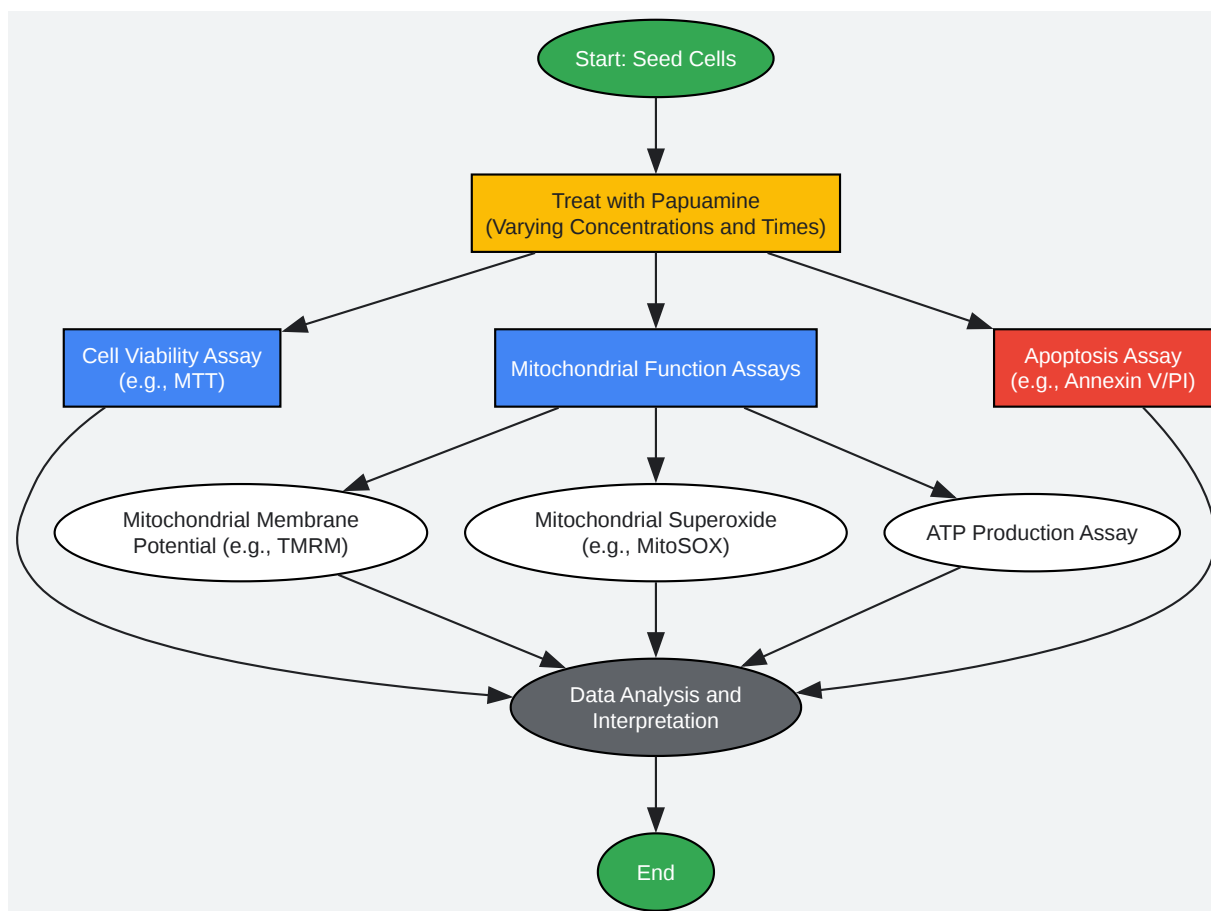 Start: Seed Cells
Treat with Papuamine
(Varying Concentrations and Times)
Cell Viability Assay
(e.g., MTT)
Mitochondrial Function Assays
Apoptosis Assay
(e.g., Annexin V/PI)
Mitochondrial Membrane
Potential (e.g., TMRM)
Mitochondrial Superoxide
(e.g., MitoSOX)
ATP Production Assay
Data Analysis and
Interpretation
End